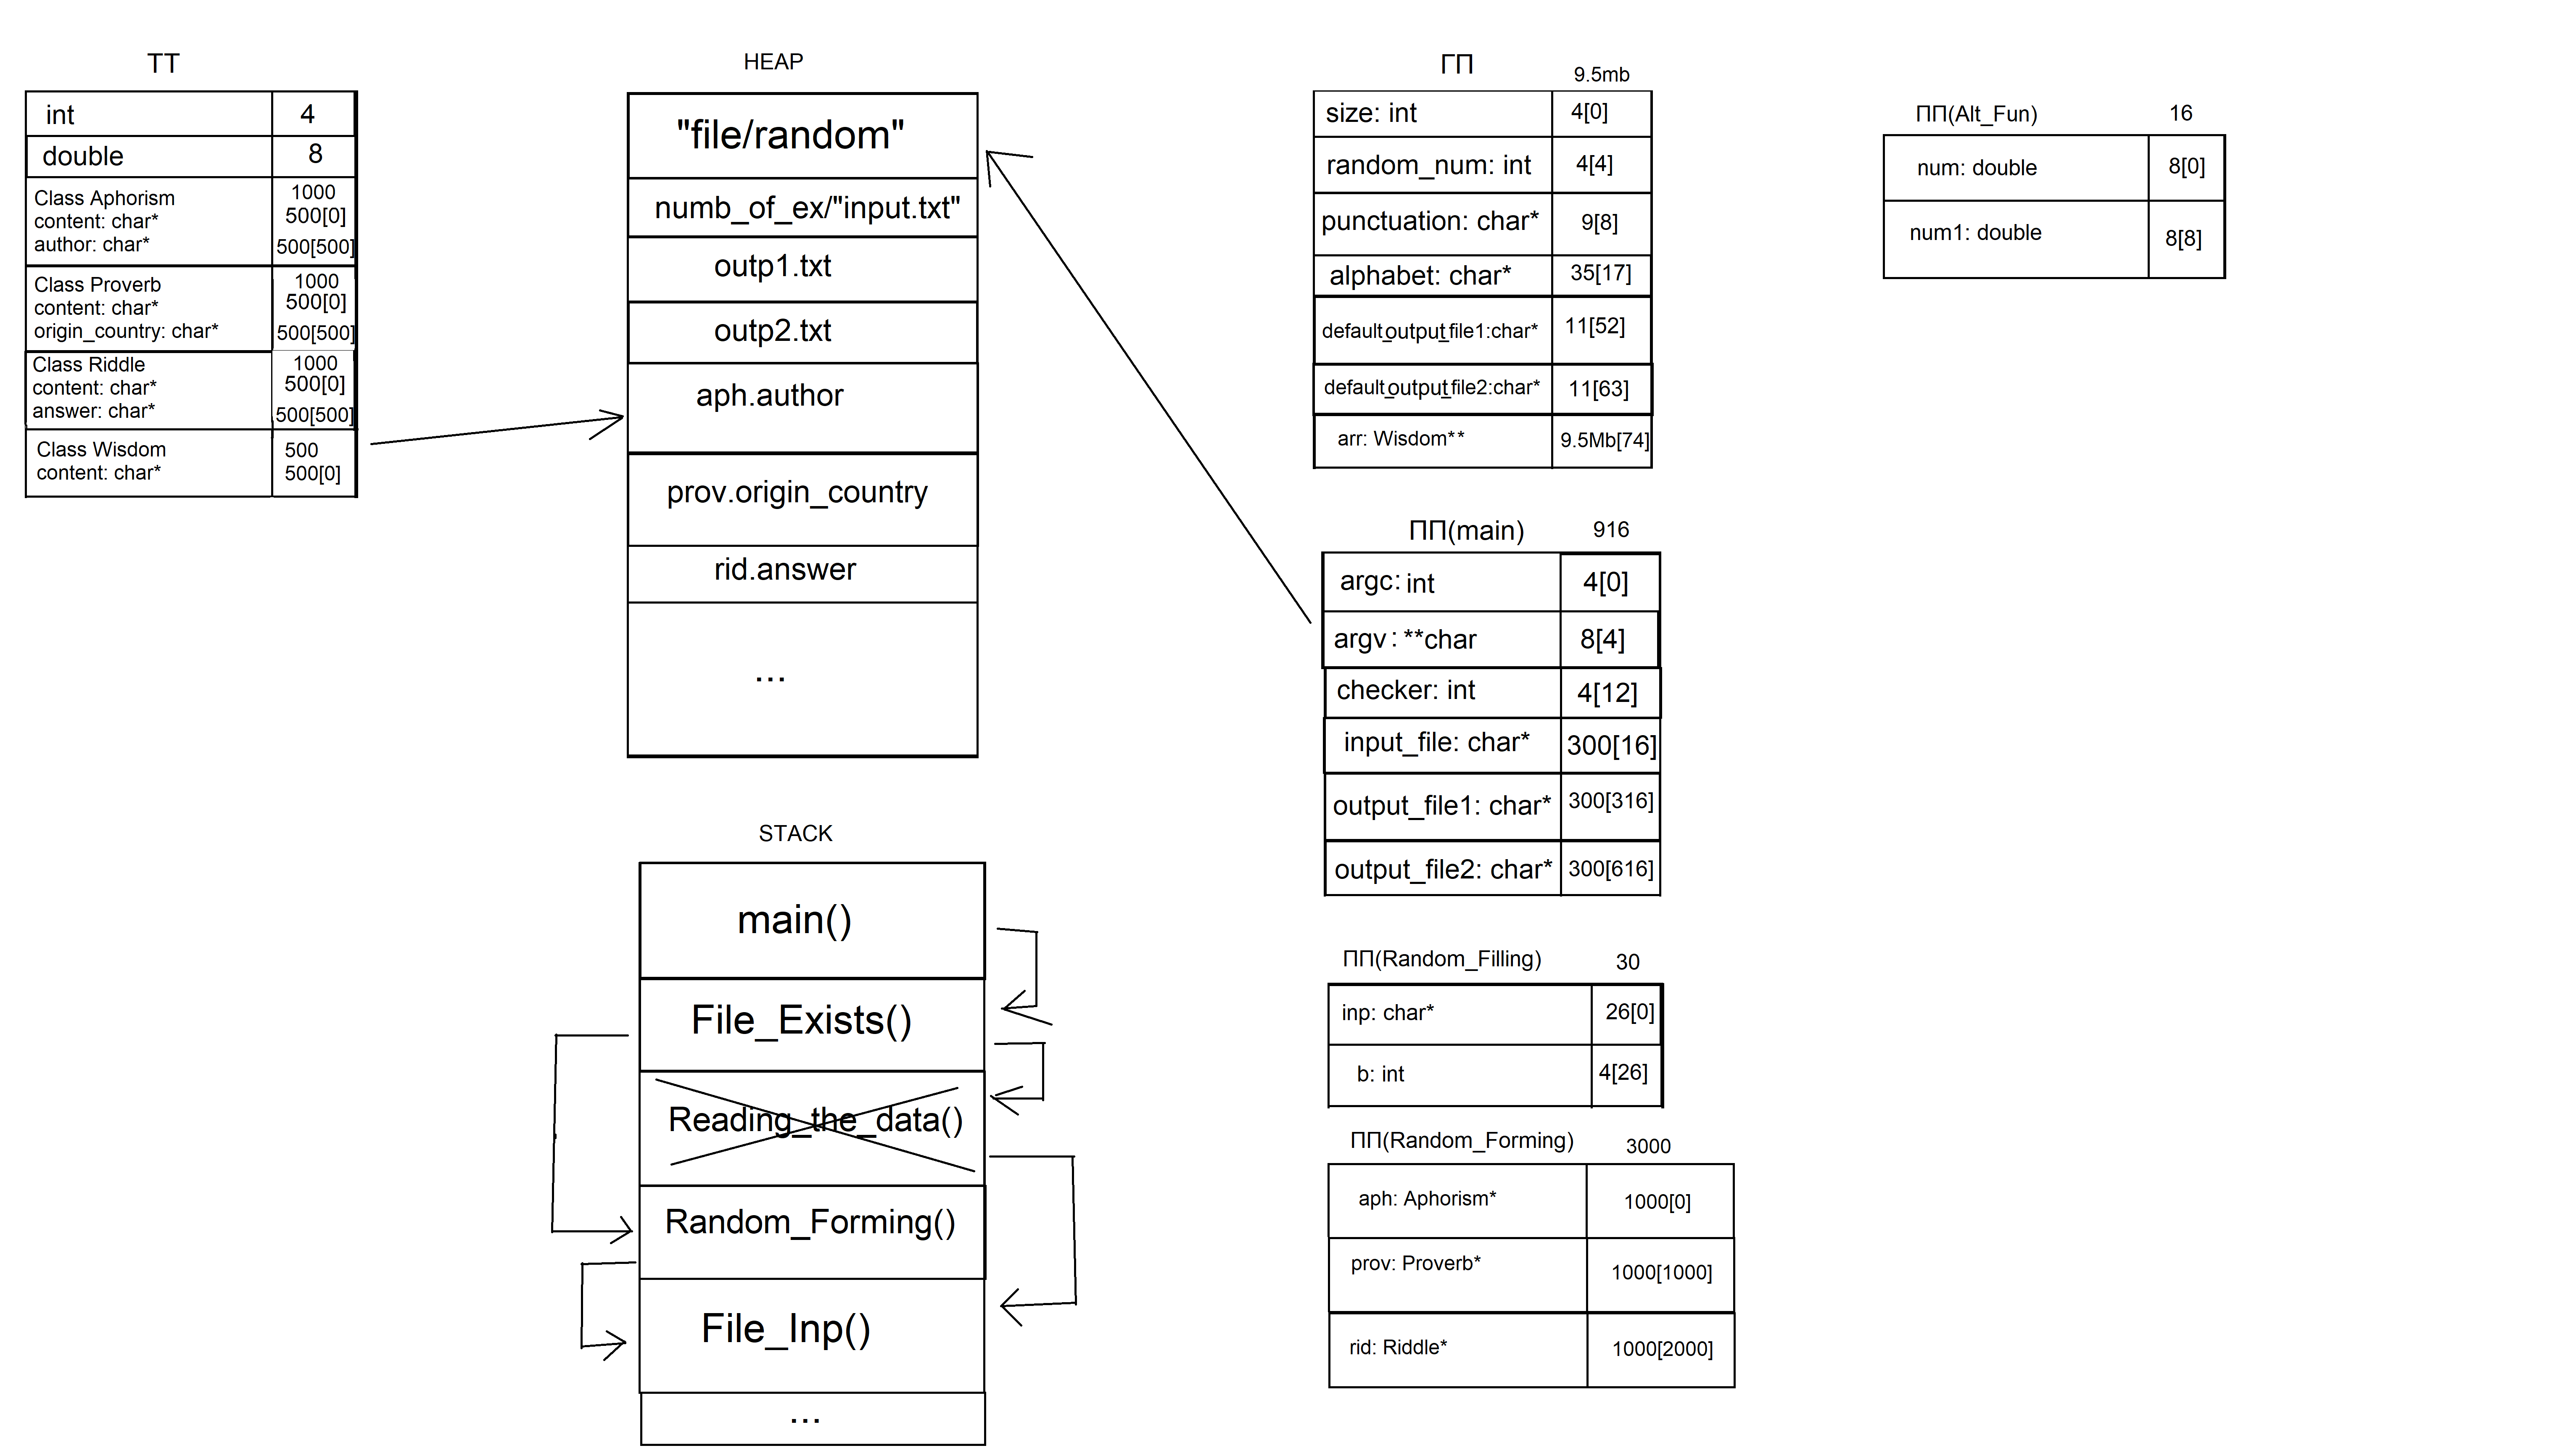 TT
int 4
double 8
Class Aphorism 1000
content: char* 500[0]
author: char* 500[500]
Class Proverb 1000
content: char* 500[0]
origin_country: char* 500[500]
Class Riddle 1000
content: char* 500[0]
answer: char* 500[500]
Class Wisdom 500
content: char* 500[0]
HEAP
"file/random"
numb_of_ex/"input.txt"
outp1.txt
outp2.txt
aph.author
prov.origin_country
rid.answer
...
STACK
main()
File_Exists()
Reading_the_data()
Random_Forming()
File_Inp()
...
ГП 9.5mb
size: int 4[0]
random_num: int 4[4]
punctuation: char* 9[8]
alphabet: char* 35[17]
default_output_file1:char* 11[52]
default_output_file2:char* 11[63]
arr: Wisdom** 9.5Mb[74]
ПП(main) 916
argc: int 4[0]
argv: **char 8[4]
checker: int 4[12]
input_file: char* 300[16]
output_file1: char* 300[316]
output_file2: char* 300[616]
ПП(Random_Filling) 30
inp: char* 26[0]
b: int 4[26]
ПП(Random_Forming) 3000
aph: Aphorism* 1000[0]
prov: Proverb* 1000[1000]
rid: Riddle* 1000[2000]
ПП(Alt_Fun) 16
num: double 8[0]
num1: double 8[8]